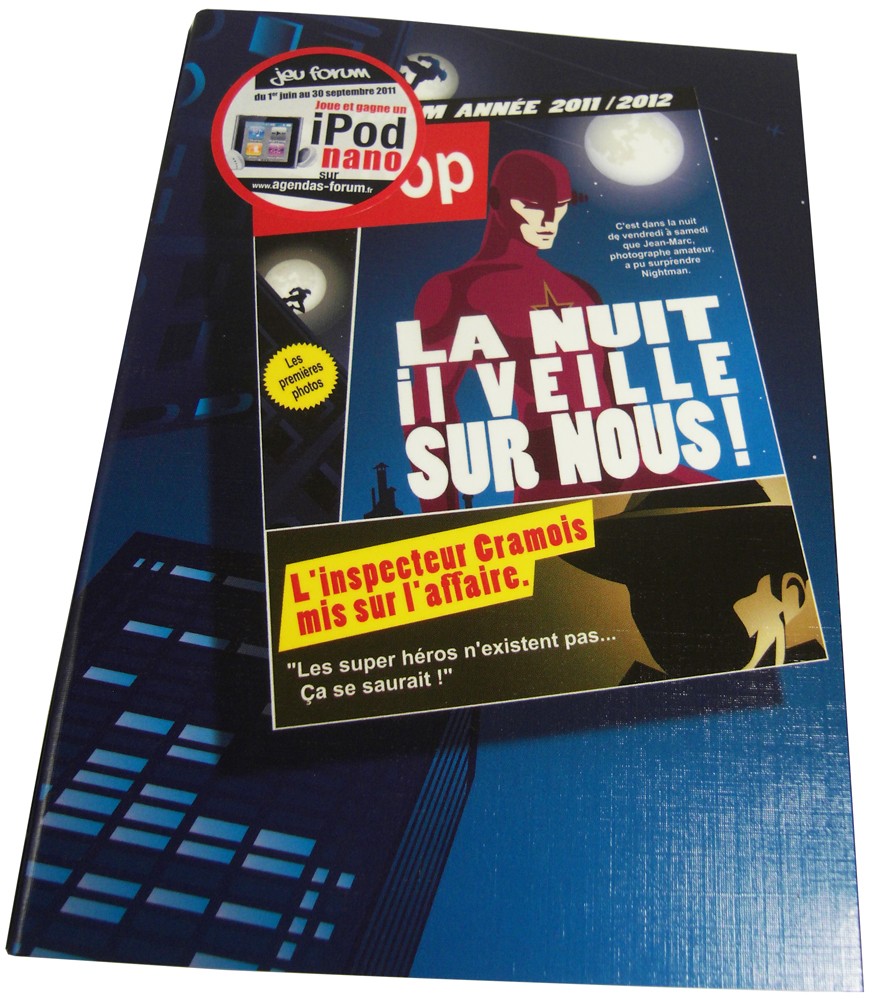 jeu forum
du 1er juin au 30 septembre 2011
Joue et gagne un
iPod
nano
sur
www.agendas-forum.fr
ANNÉE 2011/2012
C'est dans la nuit
de vendredi à samedi
que Jean-Marc,
photographe amateur,
a pu surprendre
Nightman.
LA NUIT
il VEILLE
SUR NOUS!
Les
premières
photos
L'inspecteur Cramois
mis sur l'affaire.
"Les super héros n'existent pas...
Ça se saurait !"